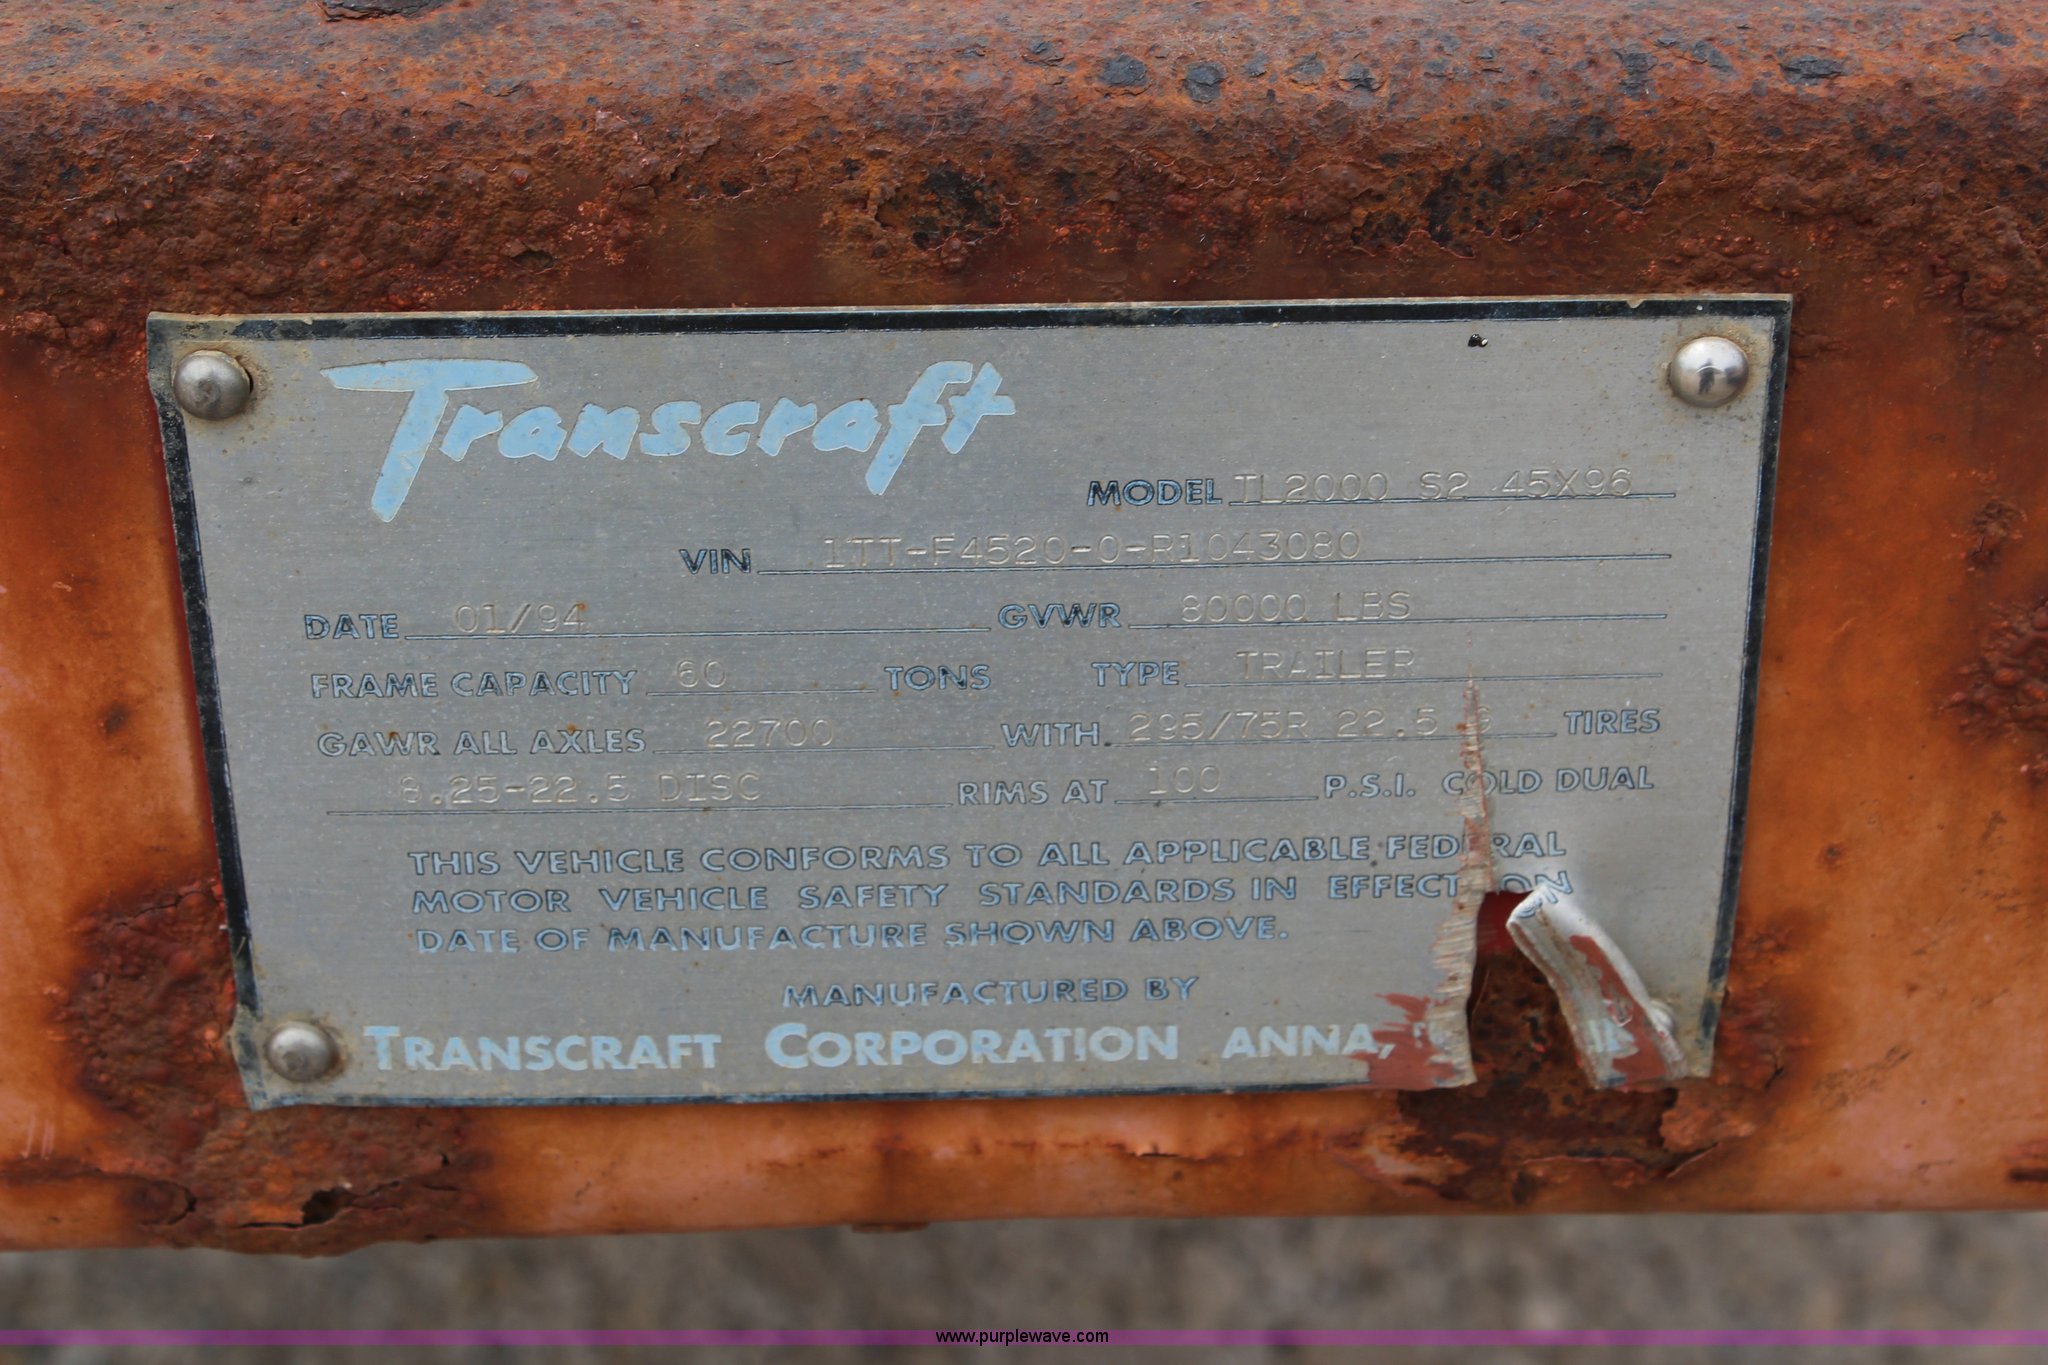 Transcraft
MODEL TL2000 S2 45X96
VIN 1TT-F4520-0-R1043080
DATE 01/94 GVWR 80000 LBS
FRAME CAPACITY 60 TONS TYPE TRAILER
GAWR ALL AXLES 22700 WITH 295/75R 22.5 G TIRES
8.25-22.5 DISC RIMS AT 100 P.S.I. COLD DUAL
THIS VEHICLE CONFORMS TO ALL APPLICABLE FEDERAL
MOTOR VEHICLE SAFETY STANDARDS IN EFFECT ON
DATE OF MANUFACTURE SHOWN ABOVE.
MANUFACTURED BY
TRANSCRAFT CORPORATION ANNA,
www.purplewave.com